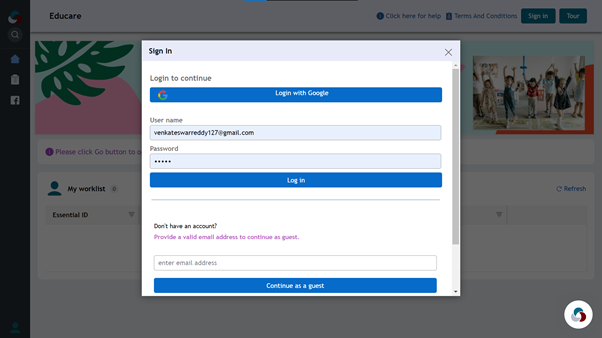 Educare
Click here for help
Terms And Conditions
Sign in
Tour
Sign In
Login to continue
Login with Google
User name
venkateswarreddy127@gmail.com
Password
•••••
Log in
Don't have an account?
Provide a valid email address to continue as guest.
enter email address
Continue as a guest
Please click Go button to
My worklist 0
Refresh
Essential ID